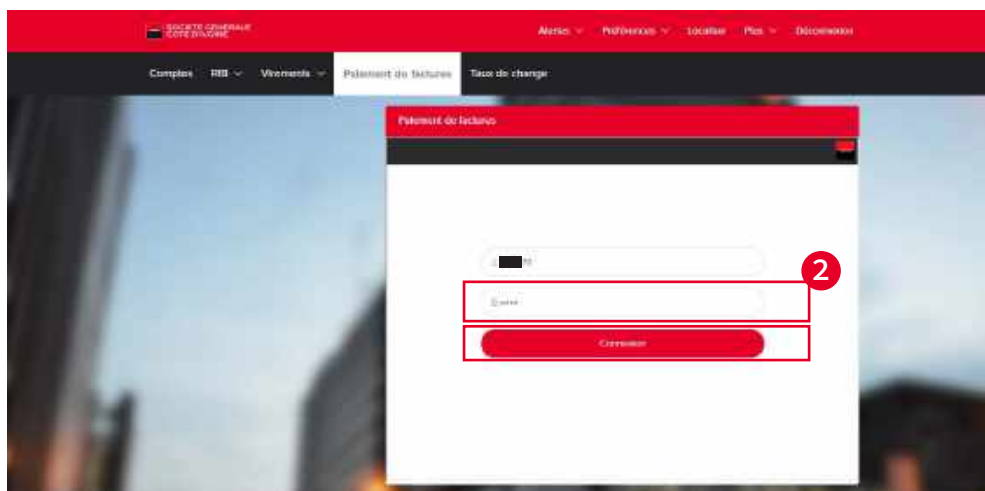 SOCIETE GENERALE
COTE D'IVOIRE
Alertes Préférences Localiser Plus Déconnexion
Comptes RIB Virements Paiement de factures Taux de change
Paiement de factures
2
Connexion